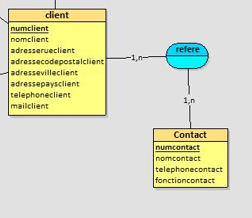 client
numclient
nomclient
adresserueclient
adressecodepostalclient
adressevilleclient
adressepaysclient
telephoneclient
mailclient
1,n
refere
1,n
Contact
numcontact
nomcontact
telephonecontact
fonctioncontact